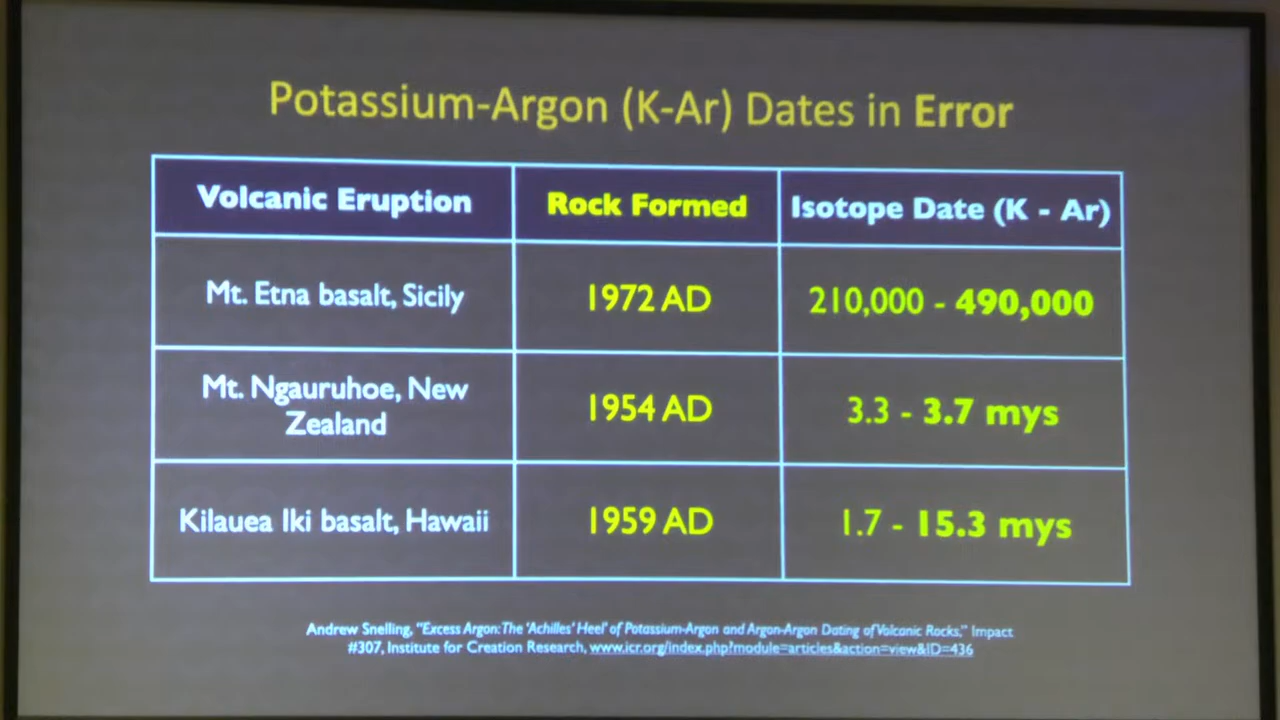 Potassium-Argon (K-Ar) Dates in Error
Volcanic Eruption Rock Formed Isotope Date (K - Ar)
Mt. Etna basalt, Sicily 1972 AD 210,000 - 490,000
Mt. Ngauruhoe, New
Zealand 1954 AD 3.3 - 3.7 mys
Kilauea Iki basalt, Hawaii 1959 AD 1.7 - 15.3 mys
Andrew Snelling, "Excess Argon: The 'Achilles' Heel' of Potassium-Argon and Argon-Argon Dating of Volcanic Rocks," Impact
#307, Institute for Creation Research, www.icr.org/index.php?module=articles&action=view&ID=436